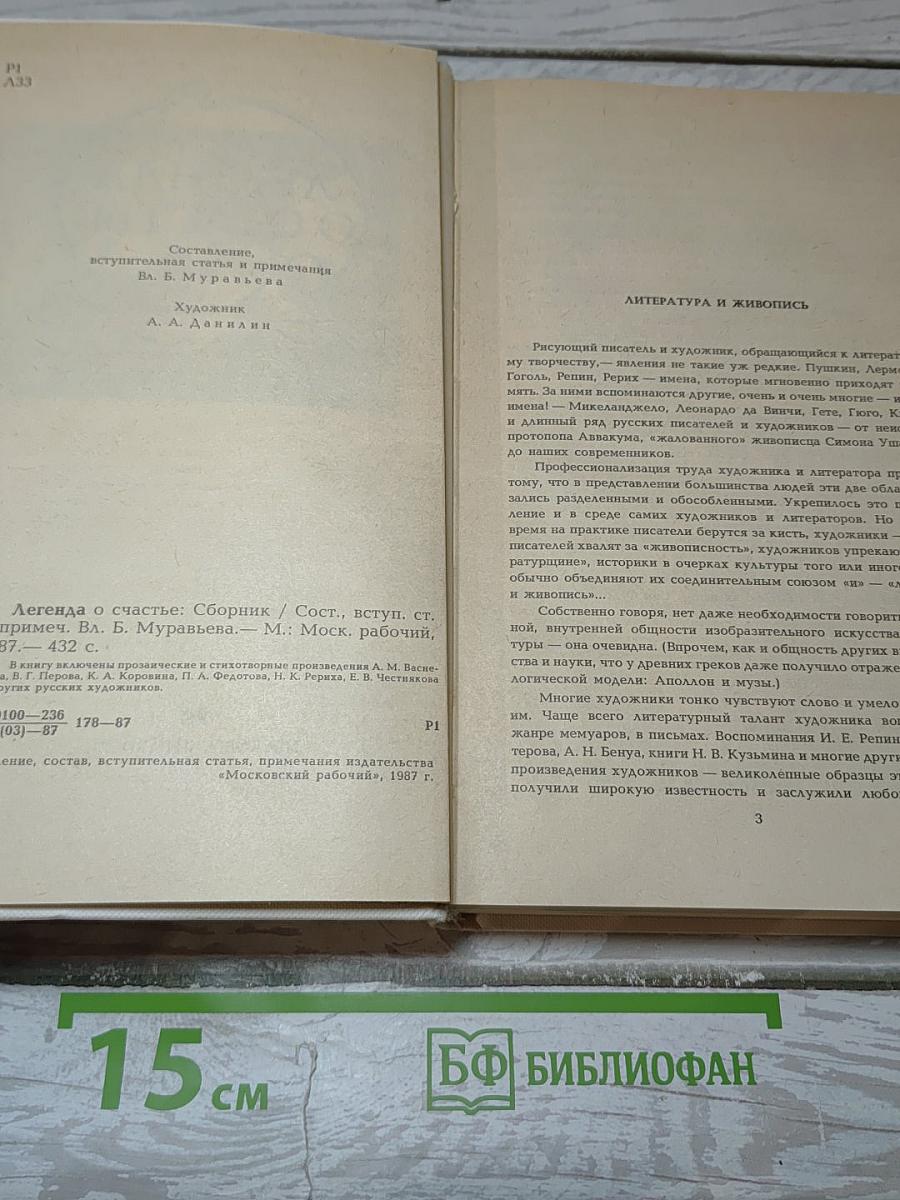 Р1
Л33
Составление,
вступительная статья и примечания
Вл. Б. Муравьева
Художник
А. А. Данилин
Легенда о счастье: Сборник / Сост., вступ. ст.
примеч. Вл. Б. Муравьева.— М.: Моск. рабочий,
87.— 432 с.
В книгу включены прозаические и стихотворные произведения А. М. Васне-
а, В. Г. Перова, К. А. Коровина, П. А. Федотова, Н. К. Рериха, Е. В. Честнякова
ругих русских художников.
0100—236
(03)—87 178—87
Р1
ление, состав, вступительная статья, примечания издательства
«Московский рабочий», 1987 г.
ЛИТЕРАТУРА И ЖИВОПИСЬ
Рисующий писатель и художник, обращающийся к литерат
му творчеству,— явления не такие уж редкие. Пушкин, Лермо
Гоголь, Репин, Рерих — имена, которые мгновенно приходят
мять. За ними вспоминаются другие, очень и очень многие — и
имена! — Микеланджело, Леонардо да Винчи, Гете, Гюго, К
и длинный ряд русских писателей и художников — от неис
протопопа Аввакума, «жалованного» живописца Симона Уша
до наших современников.
Профессионализация труда художника и литератора пр
тому, что в представлении большинства людей эти две обла
зались разделенными и обособленными. Укрепилось это п
ление и в среде самих художников и литераторов. Но
время на практике писатели берутся за кисть, художники —
писателей хвалят за «живописность», художников упрекаю
ратурщине», историки в очерках культуры того или иног
обычно объединяют их соединительным союзом «и» — «л
и живопись»...
Собственно говоря, нет даже необходимости говорит
ной, внутренней общности изобразительного искусства
туры — она очевидна. (Впрочем, как и общность других в
ства и науки, что у древних греков даже получило отраже
логической модели: Аполлон и музы.)
Многие художники тонко чувствуют слово и умело
им. Чаще всего литературный талант художника воп
жанре мемуаров, в письмах. Воспоминания И. Е. Репин
терова, А. Н. Бенуа, книги Н. В. Кузьмина и многие други
произведения художников — великолепные образцы эт
получили широкую известность и заслужили любо
3
15 см
БФ БИБЛИОФАН